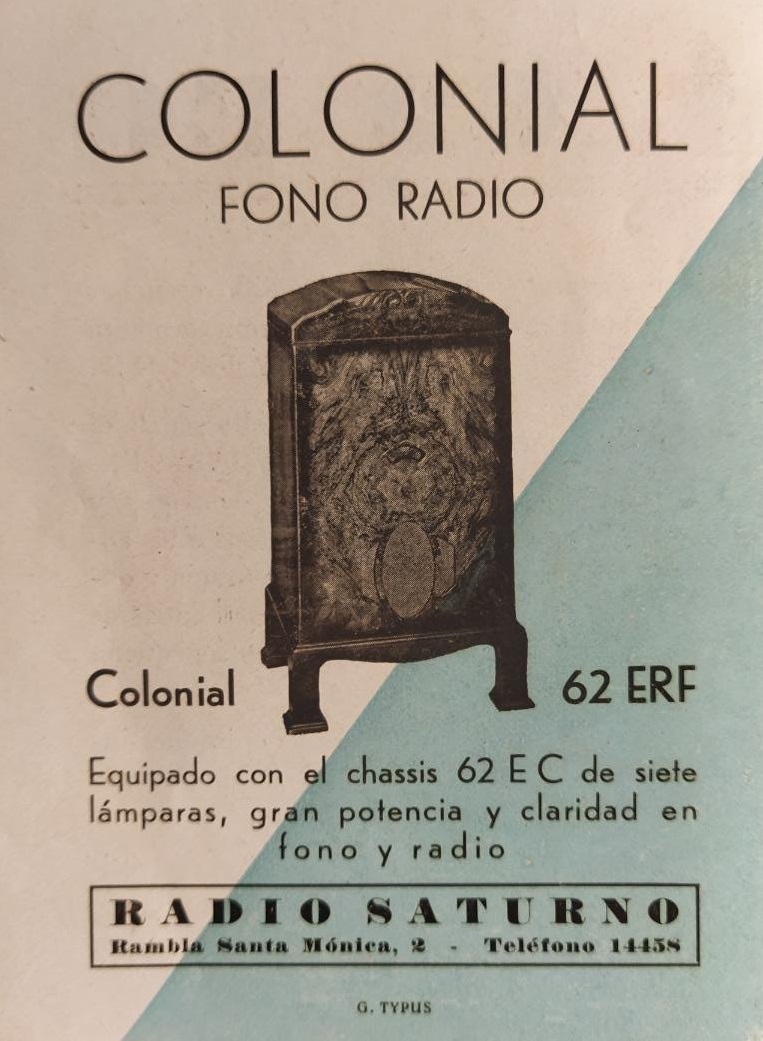 COLONIAL
FONO RADIO
Colonial 62 ERF
Equipado con el chassis 62 E C de siete
lámparas, gran potencia y claridad en
fono y radio
RADIO SATURNO
Rambla Santa Mónica, 2 - Teléfono 14458
G. TYPUS